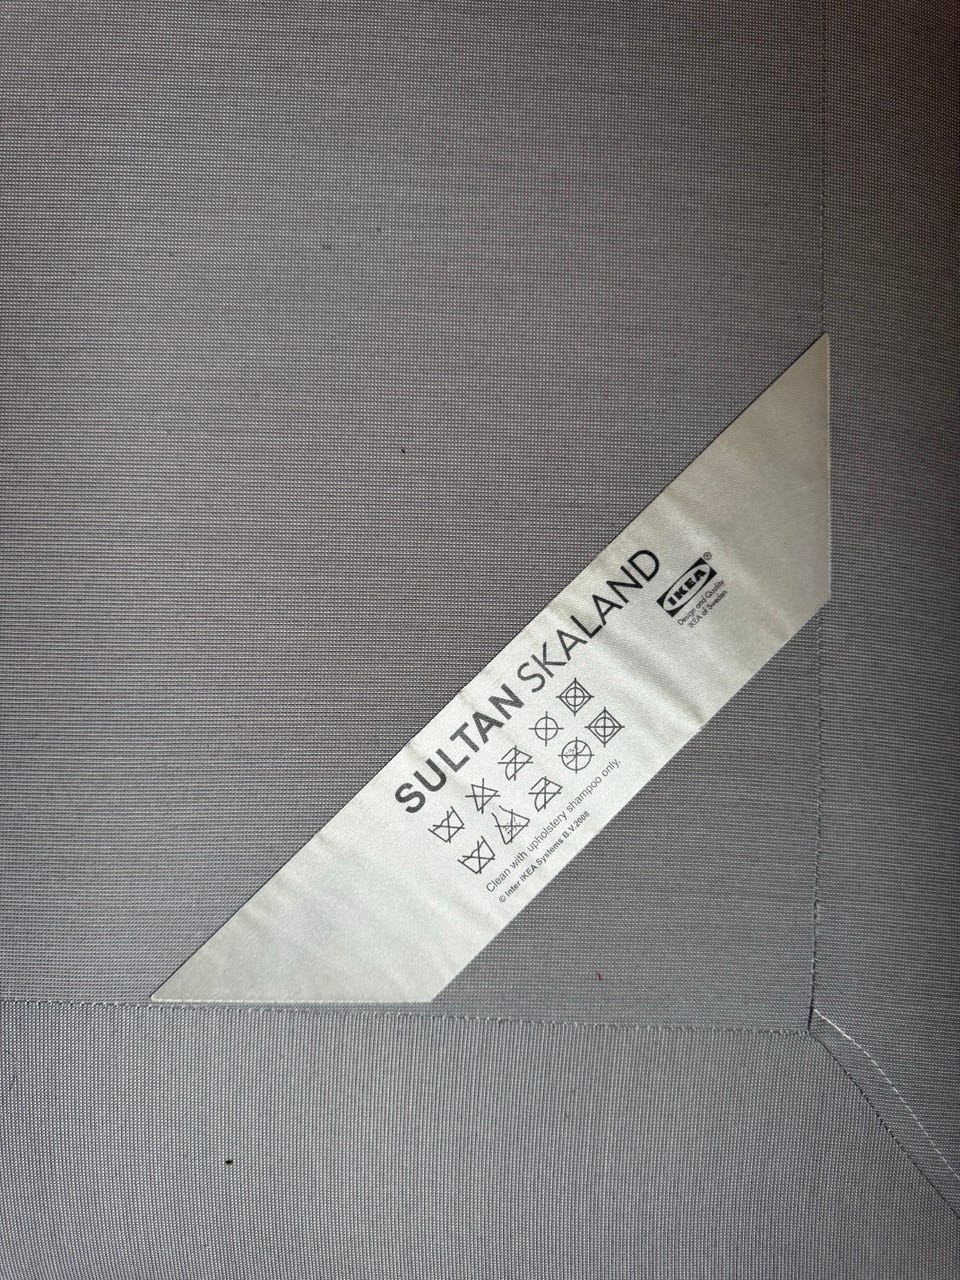 SULTAN SKALAND
IKEA®
Design and Quality
IKEA of Sweden
Clean with upholstery shampoo only.
© Inter IKEA Systems B.V.2008